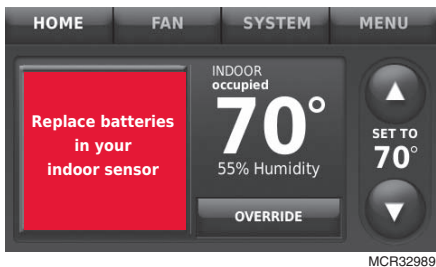 HOME FAN SYSTEM MENU
Replace batteries
in your
indoor sensor
INDOOR
occupied
70°
55% Humidity
OVERRIDE
SET TO
70°
MCR32989